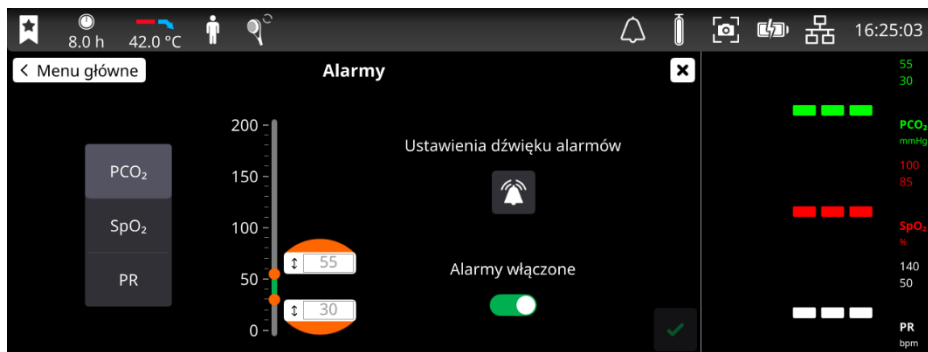 8.0 h
42.0 °C
16:25:03
< Menu główne
Alarmy
PCO₂
SpO₂
PR
200
150
100
50
0
55
30
Ustawienia dźwięku alarmów
Alarmy włączone
55
30
PCO₂
mmHg
100
85
SpO₂
%
140
50
PR
bpm